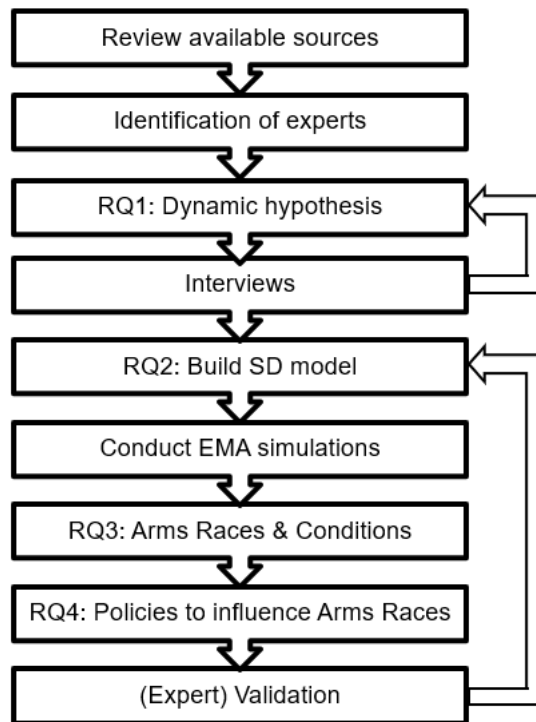 Review available sources
Identification of experts
RQ1: Dynamic hypothesis
Interviews
RQ2: Build SD model
Conduct EMA simulations
RQ3: Arms Races & Conditions
RQ4: Policies to influence Arms Races
(Expert) Validation